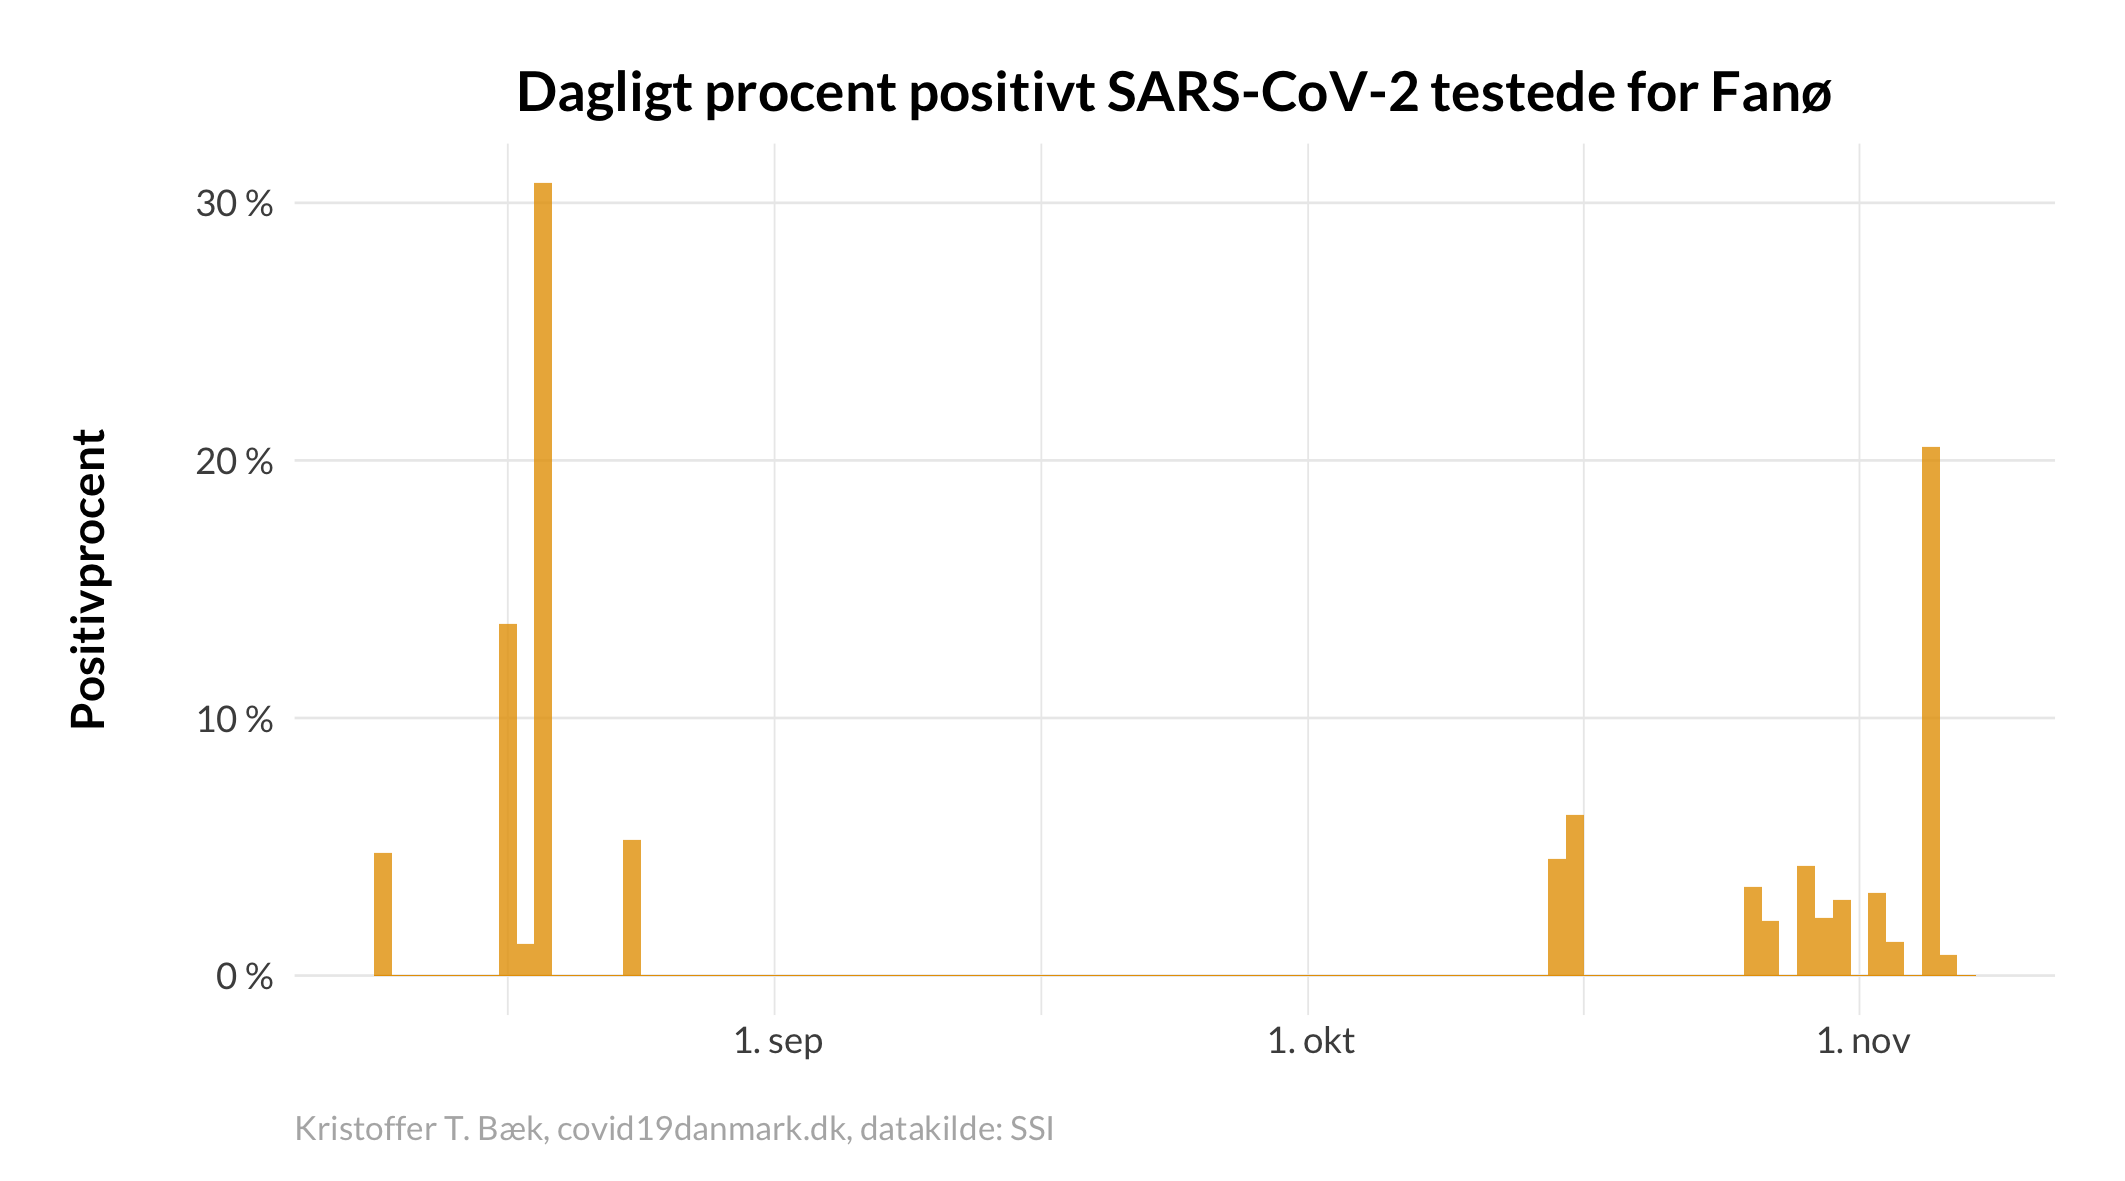 Dagligt procent positivt SARS-CoV-2 testede for Fanø
Positivprocent
30 %
20 %
10 %
0 %
1. sep
1. okt
1. nov
Kristoffer T. Bæk, covid19danmark.dk, datakilde: SSI